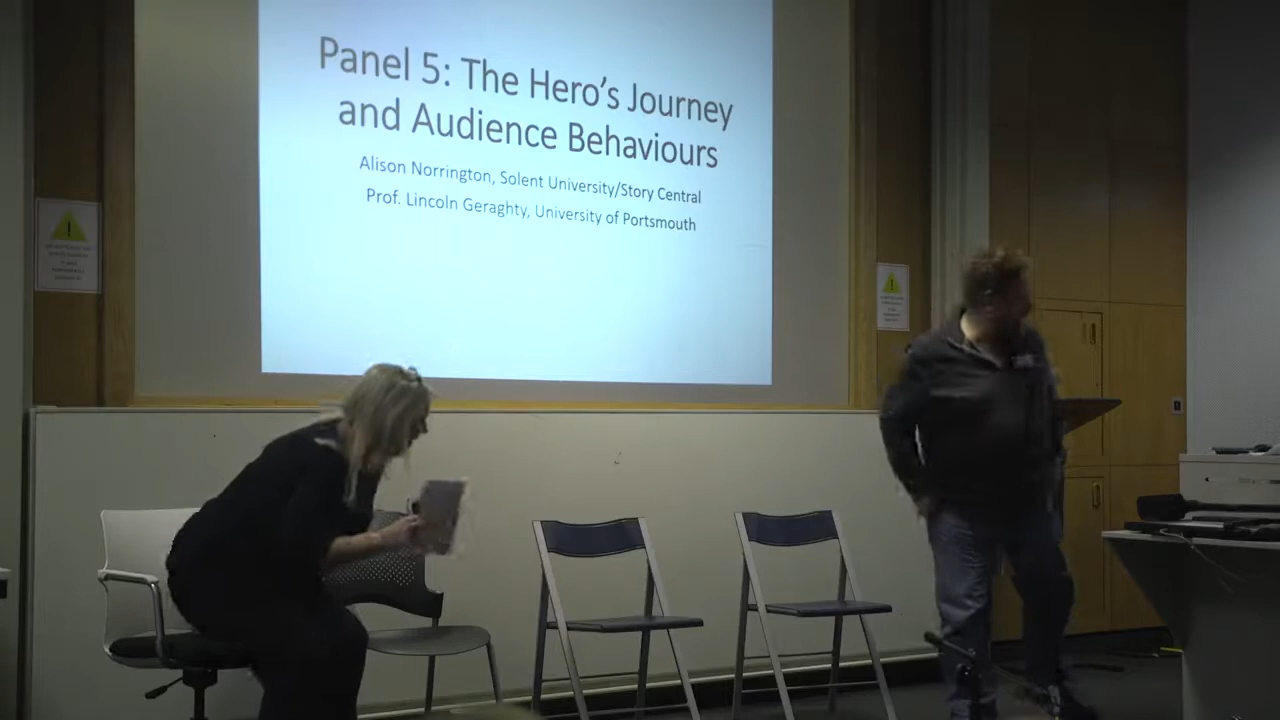 Panel 5: The Hero's Journey
and Audience Behaviours
Alison Norrington, Solent University/Story Central
Prof. Lincoln Geraghty, University of Portsmouth